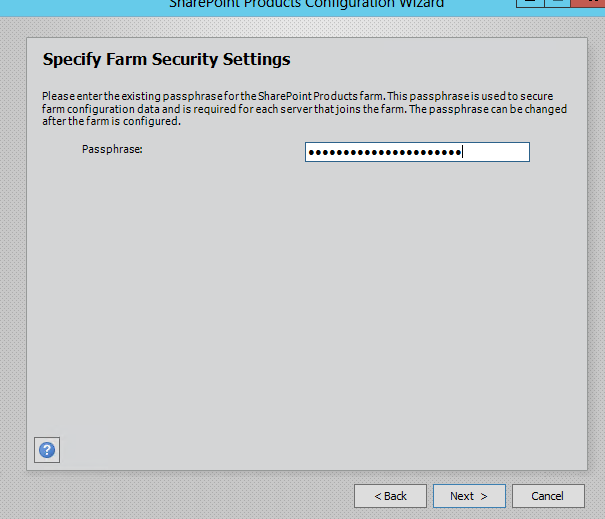 SharePoint Products Configuration Wizard
Specify Farm Security Settings
Please enter the existing passphrase for the SharePoint Products farm. This passphrase is used to secure
farm configuration data and is required for each server that joins the farm. The passphrase can be changed
after the farm is configured.
Passphrase: ••••••••••••••••••••••
?
< Back Next > Cancel